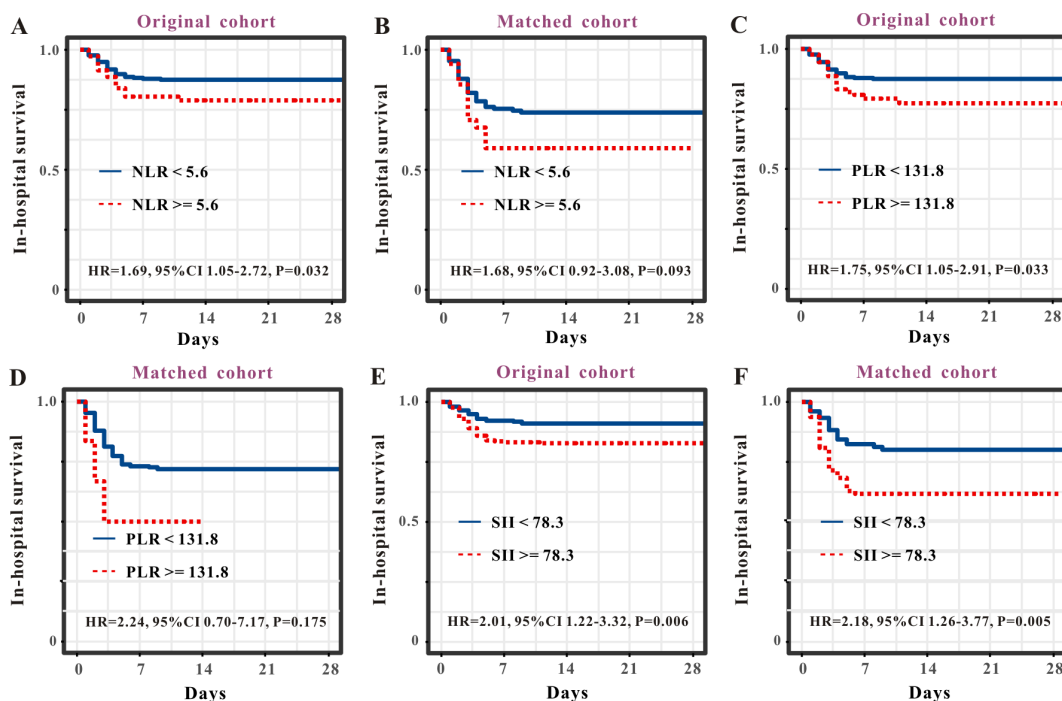 A
Original cohort
In-hospital survival
1.0
0.5
0
NLR < 5.6
NLR >= 5.6
HR=1.69, 95%CI 1.05-2.72, P=0.032
0 7 14 21 28
Days
B
Matched cohort
In-hospital survival
1.0
0.5
0
NLR < 5.6
NLR >= 5.6
HR=1.68, 95%CI 0.92-3.08, P=0.093
0 7 14 21 28
Days
C
Original cohort
In-hospital survival
1.0
0.5
0
PLR < 131.8
PLR >= 131.8
HR=1.75, 95%CI 1.05-2.91, P=0.033
0 7 14 21 28
Days
D
Matched cohort
In-hospital survival
1.0
0.5
0
PLR < 131.8
PLR >= 131.8
HR=2.24, 95%CI 0.70-7.17, P=0.175
0 7 14 21 28
Days
E
Original cohort
In-hospital survival
1.0
0.5
0
SII < 78.3
SII >= 78.3
HR=2.01, 95%CI 1.22-3.32, P=0.006
0 7 14 21 28
Days
F
Matched cohort
In-hospital survival
1.0
0.5
0
SII < 78.3
SII >= 78.3
HR=2.18, 95%CI 1.26-3.77, P=0.005
0 7 14 21 28
Days